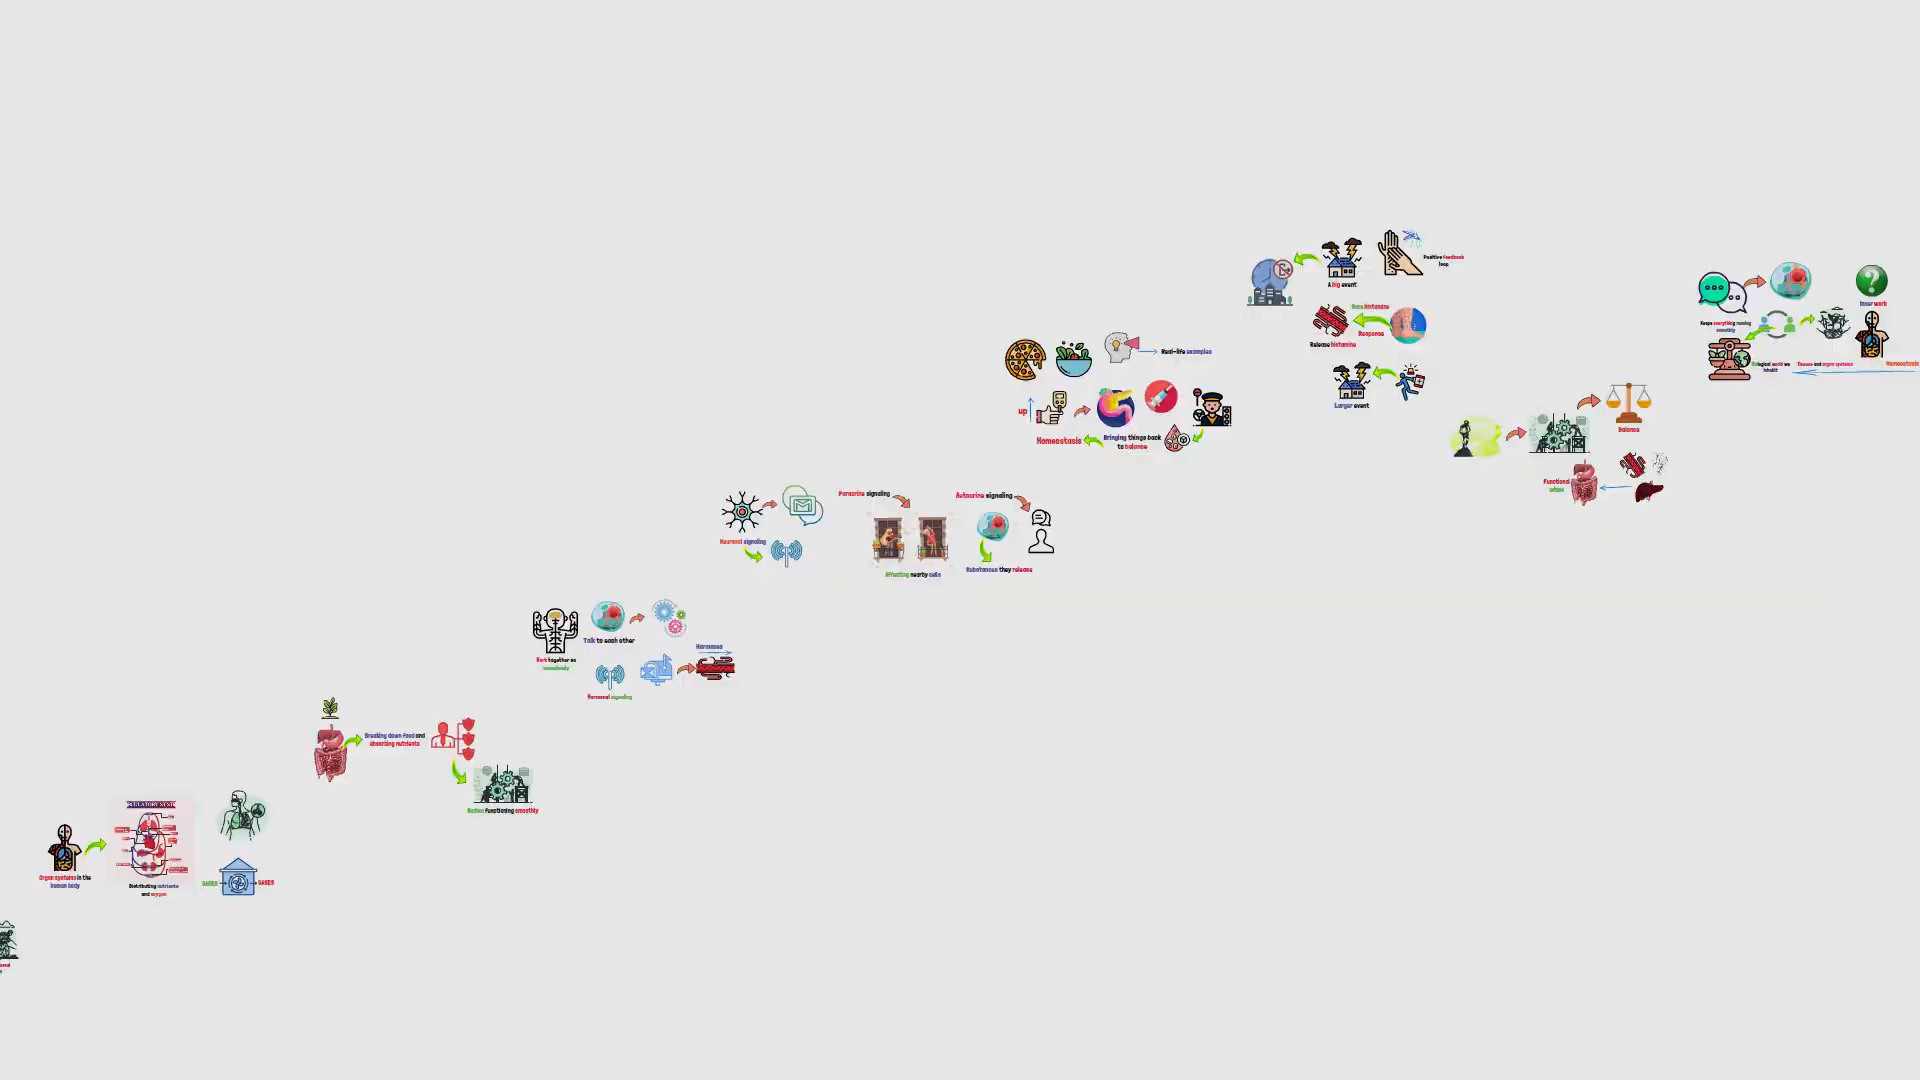 Organ systems in the
human body
Distributing nutrients
and oxygen
GASES
GASES
Breaking down food and
absorbing nutrients
Bodies functioning smoothly
Work together so
seamlessly
Talk to each other
Hormonal signaling
Hormones
Neuronal signaling
Paracrine signaling
Affecting nearby cells
Autocrine signaling
Substances they release
Real-life examples
up
Homeostasis
Bringing things back
to balance
A big event
Positive feedback
loop
More histamine
Response
Release histamine
Larger event
Balance
Functional
whole
Keeps everything running
smoothly
Biological world we
inhabit
Tissues and organ systems
Inner work
Homeostasis